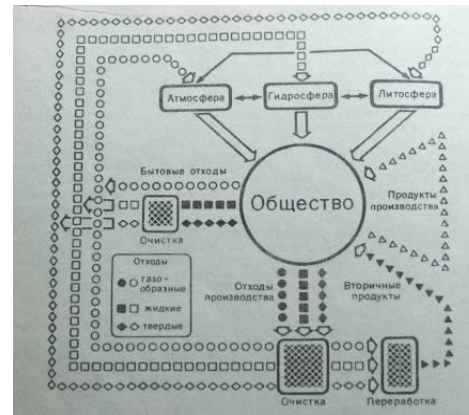 Атмосфера
Гидросфера
Литосфера
Бытовые отходы
Общество
Очистка
Продукты
производства
Отходы
газо-
образные
жидкие
твердые
Отходы
производства
Вторичные
продукты
Очистка
Переработка